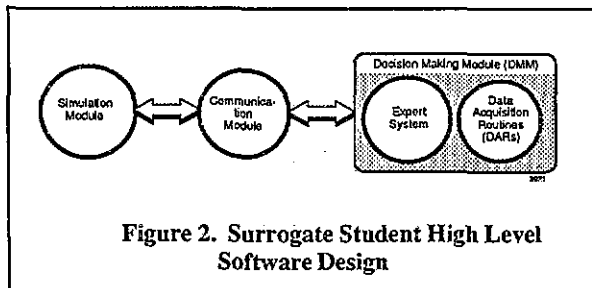 Decision Making Module (DMM)
Simulation
Module
Communica-
tion
Module
Expert
System
Data
Acquisition
Routines
(DARs)
Figure 2. Surrogate Student High Level
Software Design